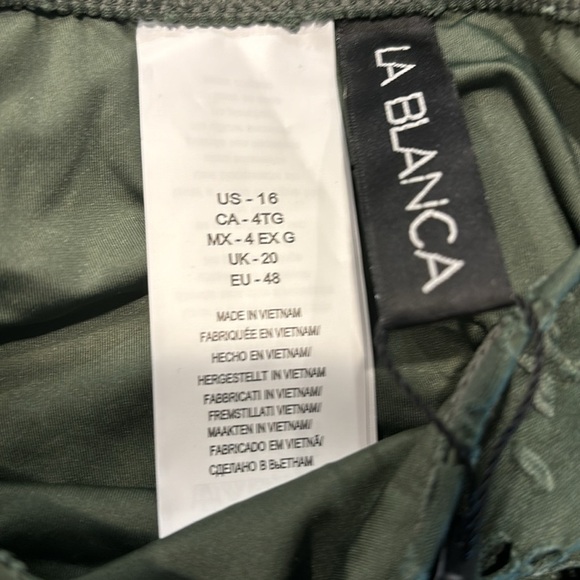 US - 16
CA - 4TG
MX - 4 EX G
UK - 20
EU - 48
MADE IN VIETNAM
FABRIQUÉE EN VIETNAM/
HECHO EN VIETNAM/
HERGESTELLT IN VIETNAM
FABBRICATI IN VIETNAM/
FREMSTILLATI VIETNAM/
MAAKTEN IN VIETNAM/
FABRICADO EM VIETNÃ/
СДЕЛАНО В ВЬЕТНАМ
LA BLANCA